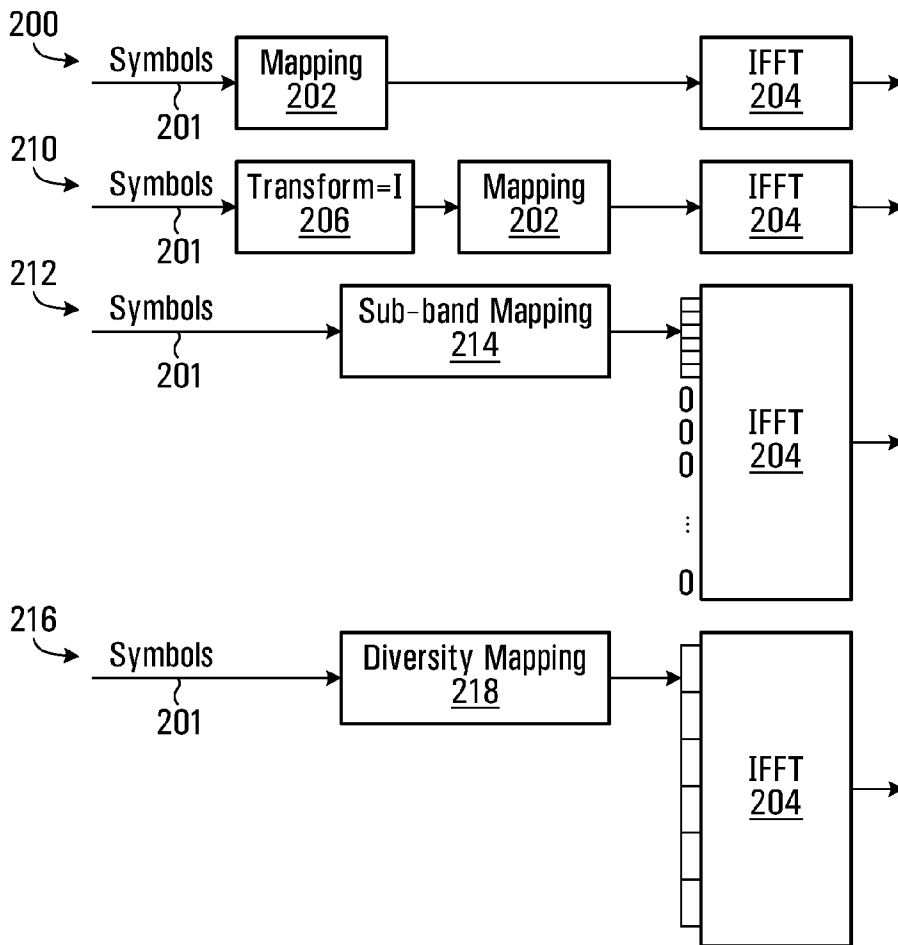 200
Symbols
201
Mapping
202
IFFT
204
210
Symbols
201
Transform=I
206
Mapping
202
IFFT
204
212
Symbols
201
Sub-band Mapping
214
0
0
0
...
0
IFFT
204
216
Symbols
201
Diversity Mapping
218
IFFT
204